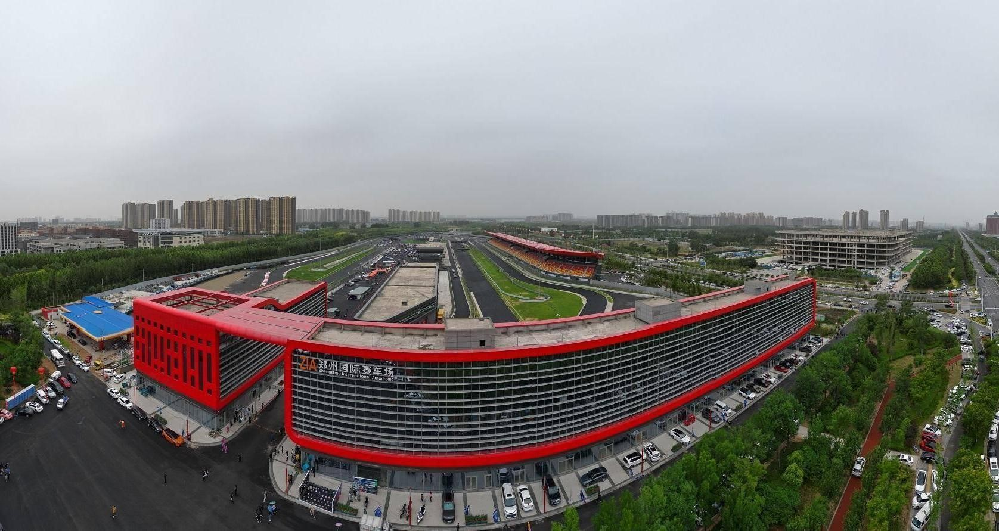 ZIA 郑州国际赛车场
Zhengzhou International Autodrome